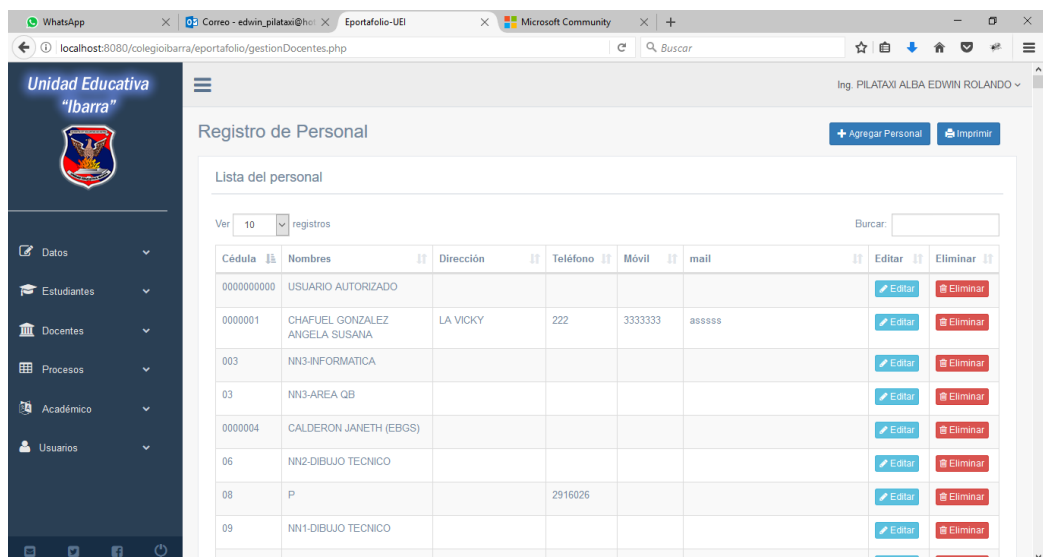 WhatsApp
Correo - edwin_pilataxi@ho
Eportafolio-UEI
Microsoft Community
localhost:8080/colegioibarra/eportafolio/gestionDocentes.php
Buscar
Unidad Educativa
“Ibarra”
Ing. PILATAXI ALBA EDWIN ROLANDO
Registro de Personal
Agregar Personal
Imprimir
Lista del personal
Ver 10 registros
Burcar:
Datos
Estudiantes
Docentes
Procesos
Académico
Usuarios
Cédula Nombres Dirección Teléfono Móvil mail Editar Eliminar
0000000000 USUARIO AUTORIZADO Editar Eliminar
0000001 CHAFUEL GONZALEZ LA VICKY 222 3333333 asssss Editar Eliminar
ANGELA SUSANA
003 NN3-INFORMATICA Editar Eliminar
03 NN3-AREA QB Editar Eliminar
0000004 CALDERON JANETH (EBGS) Editar Eliminar
06 NN2-DIBUJO TECNICO Editar Eliminar
08 P 2916026 Editar Eliminar
09 NN1-DIBUJO TECNICO Editar Eliminar